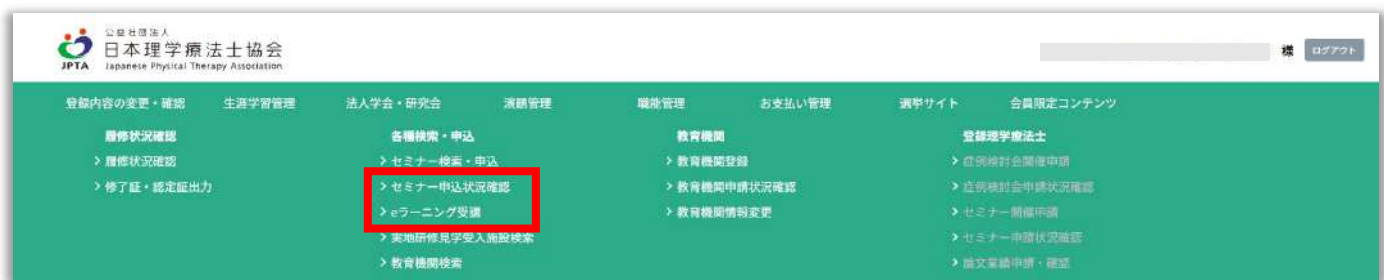 公益社団法人
日本理学療法士協会
JPTA Japanese Physical Therapy Association
様 ログアウト
登録内容の変更・確認 生涯学習管理 法人学会・研究会 演題管理 職能管理 お支払い管理 選挙サイト 会員限定コンテンツ
履修状況確認 各種検索・申込 教育機関 登録理学療法士
> 履修状況確認 > セミナー検索・申込 > 教育機関登録 > 症例検討会開催申請
> 修了証・認定証出力 > セミナー申込状況確認 > 教育機関申請状況確認 > 症例検討会申請状況確認
> eラーニング受講 > 教育機関情報変更 > セミナー開催申請
> 実地研修見学受入施設検索 > セミナー申請状況確認
> 教育機関検索 > 論文業績申請・確認